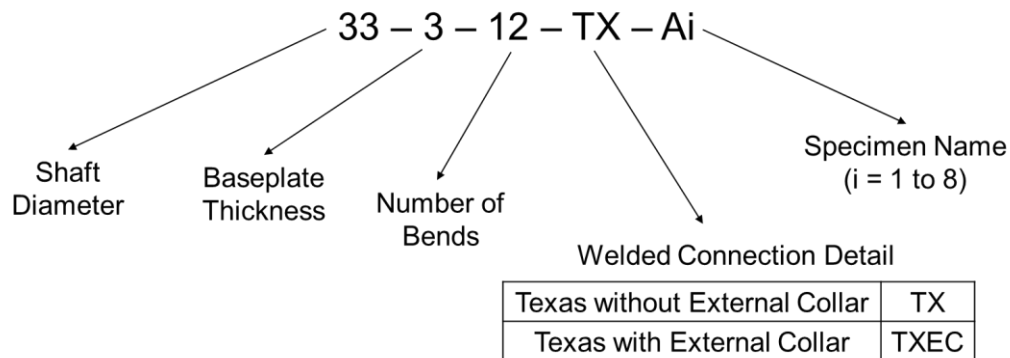 33 – 3 – 12 – TX – Ai
Shaft
Diameter
Baseplate
Thickness
Number of
Bends
Specimen Name
(i = 1 to 8)
Welded Connection Detail
Texas without External Collar TX
Texas with External Collar TXEC